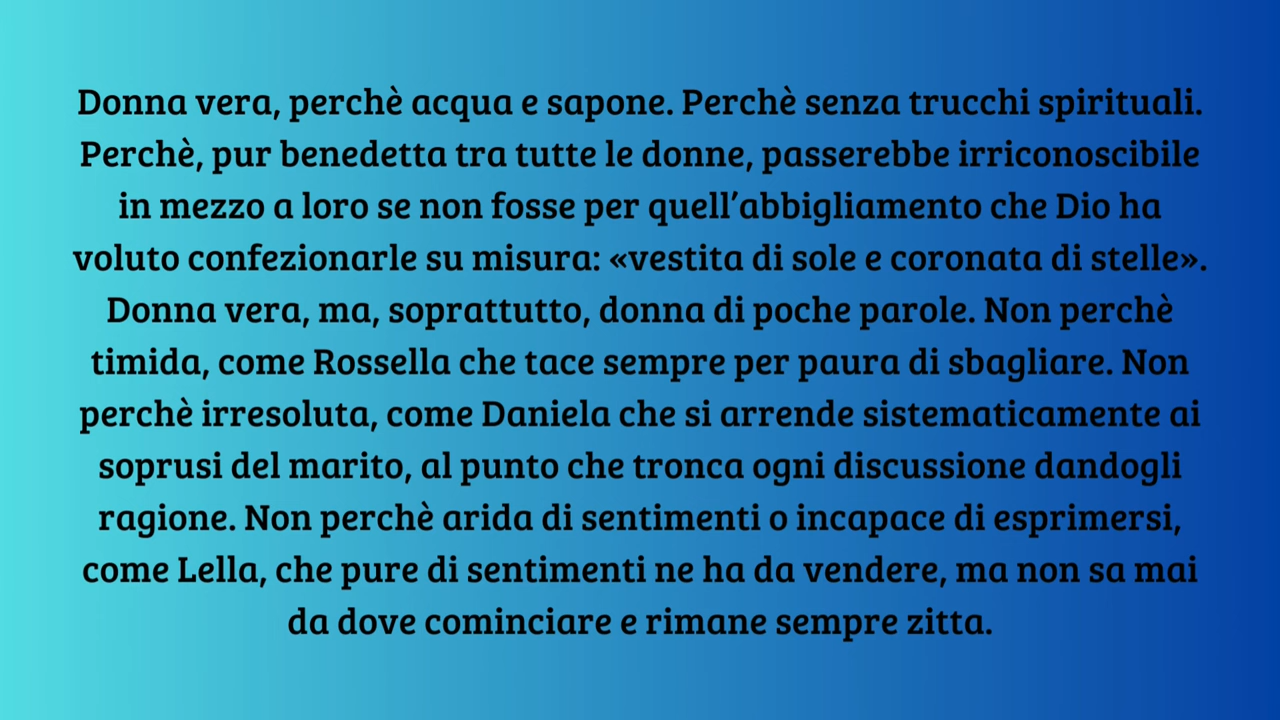 Donna vera, perchè acqua e sapone. Perchè senza trucchi spirituali.
Perchè, pur benedetta tra tutte le donne, passerebbe irriconoscibile
in mezzo a loro se non fosse per quell’abbigliamento che Dio ha
voluto confezionarle su misura: «vestita di sole e coronata di stelle».
Donna vera, ma, soprattutto, donna di poche parole. Non perchè
timida, come Rossella che tace sempre per paura di sbagliare. Non
perchè irresoluta, come Daniela che si arrende sistematicamente ai
soprusi del marito, al punto che tronca ogni discussione dandogli
ragione. Non perchè arida di sentimenti o incapace di esprimersi,
come Lella, che pure di sentimenti ne ha da vendere, ma non sa mai
da dove cominciare e rimane sempre zitta.